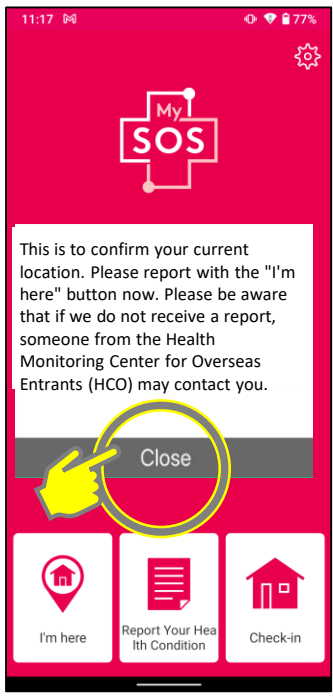 11:17 77%
My
SOS
This is to confirm your current
location. Please report with the "I'm
here" button now. Please be aware
that if we do not receive a report,
someone from the Health
Monitoring Center for Overseas
Entrants (HCO) may contact you.
Close
I'm here
Report Your Hea
lth Condition
Check-in